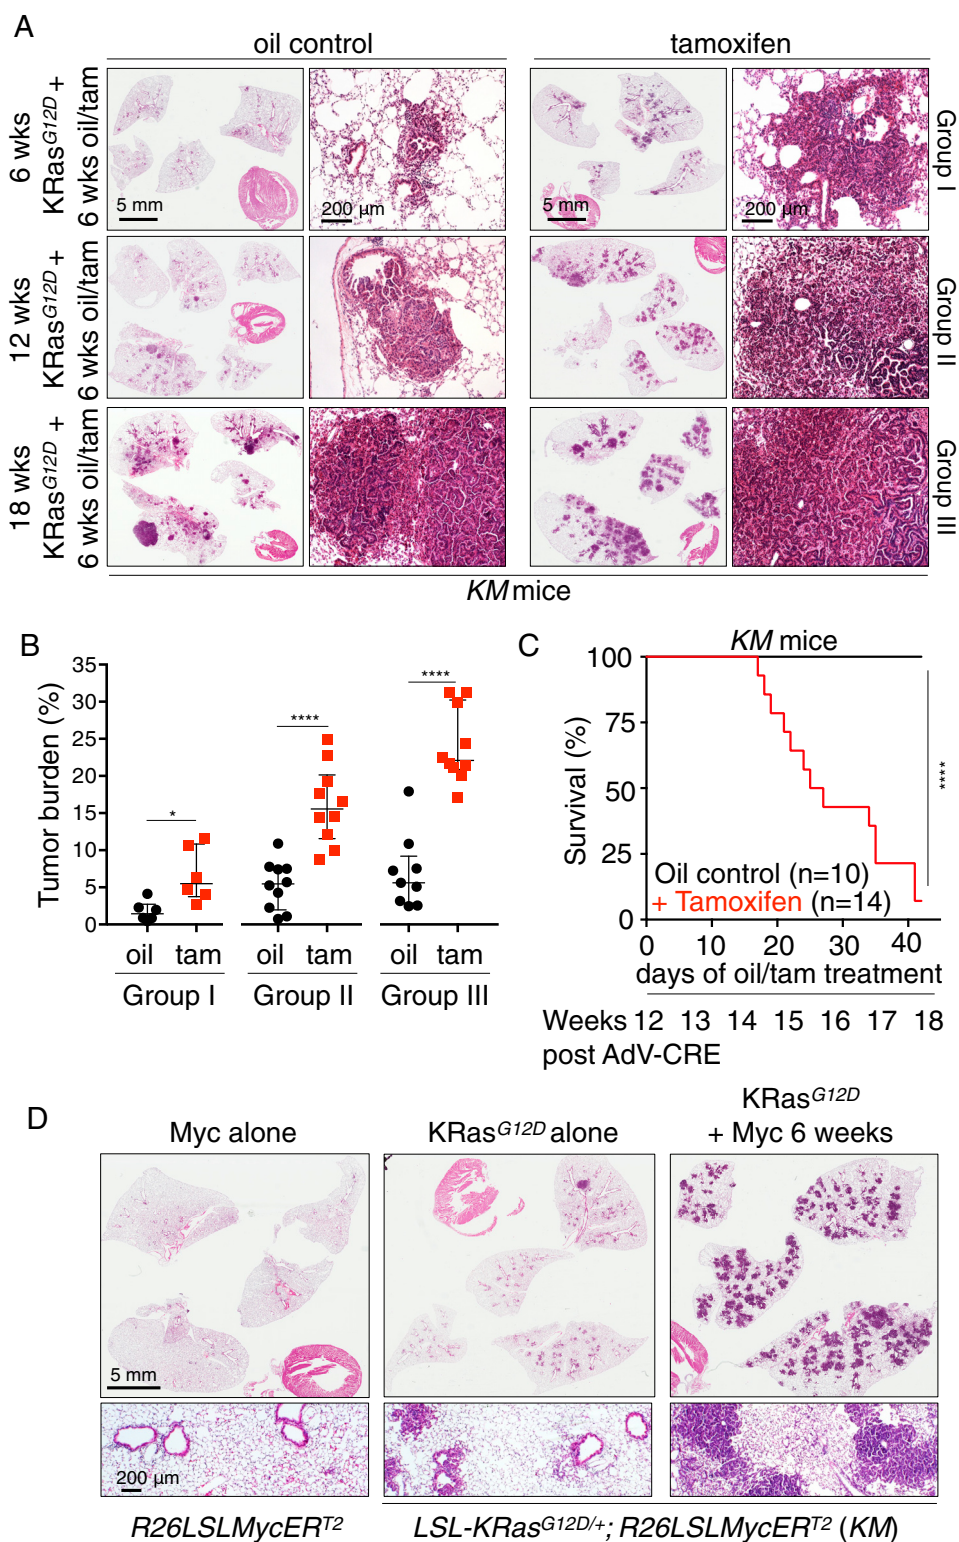 A
oil control
tamoxifen
6 wks
KRasG12D +
6 wks oil/tam
5 mm
200 µm
5 mm
200 µm
Group I
12 wks
KRasG12D +
6 wks oil/tam
Group II
18 wks
KRasG12D +
6 wks oil/tam
Group III
KM mice
B
Tumor burden (%)
35
30
25
20
15
10
5
0
*
****
****
oil tam oil tam oil tam
Group I Group II Group III
C
KM mice
Survival (%)
100
75
50
25
0
****
Oil control (n=10)
+ Tamoxifen (n=14)
0 10 20 30 40
days of oil/tam treatment
Weeks 12 13 14 15 16 17 18
post AdV-CRE
D
Myc alone
KRasG12D alone
KRasG12D
+ Myc 6 weeks
5 mm
200 µm
R26LSLMycERT2
LSL-KRasG12D/+; R26LSLMycERT2 (KM)